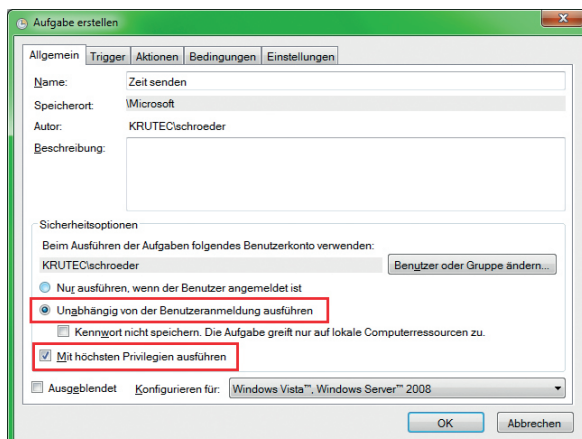 Aufgabe erstellen
Allgemein Trigger Aktionen Bedingungen Einstellungen
Name: Zeit senden
Speicherort: \Microsoft
Autor: KRUTEC\schroeder
Beschreibung:
Sicherheitsoptionen
Beim Ausführen der Aufgaben folgendes Benutzerkonto verwenden:
KRUTEC\schroeder Benutzer oder Gruppe ändern...
Nur ausführen, wenn der Benutzer angemeldet ist
Unabhängig von der Benutzeranmeldung ausführen
Kennwort nicht speichern. Die Aufgabe greift nur auf lokale Computerressourcen zu.
Mit höchsten Privilegien ausführen
Ausgeblendet Konfigurieren für: Windows Vista™, Windows Server™ 2008
OK Abbrechen